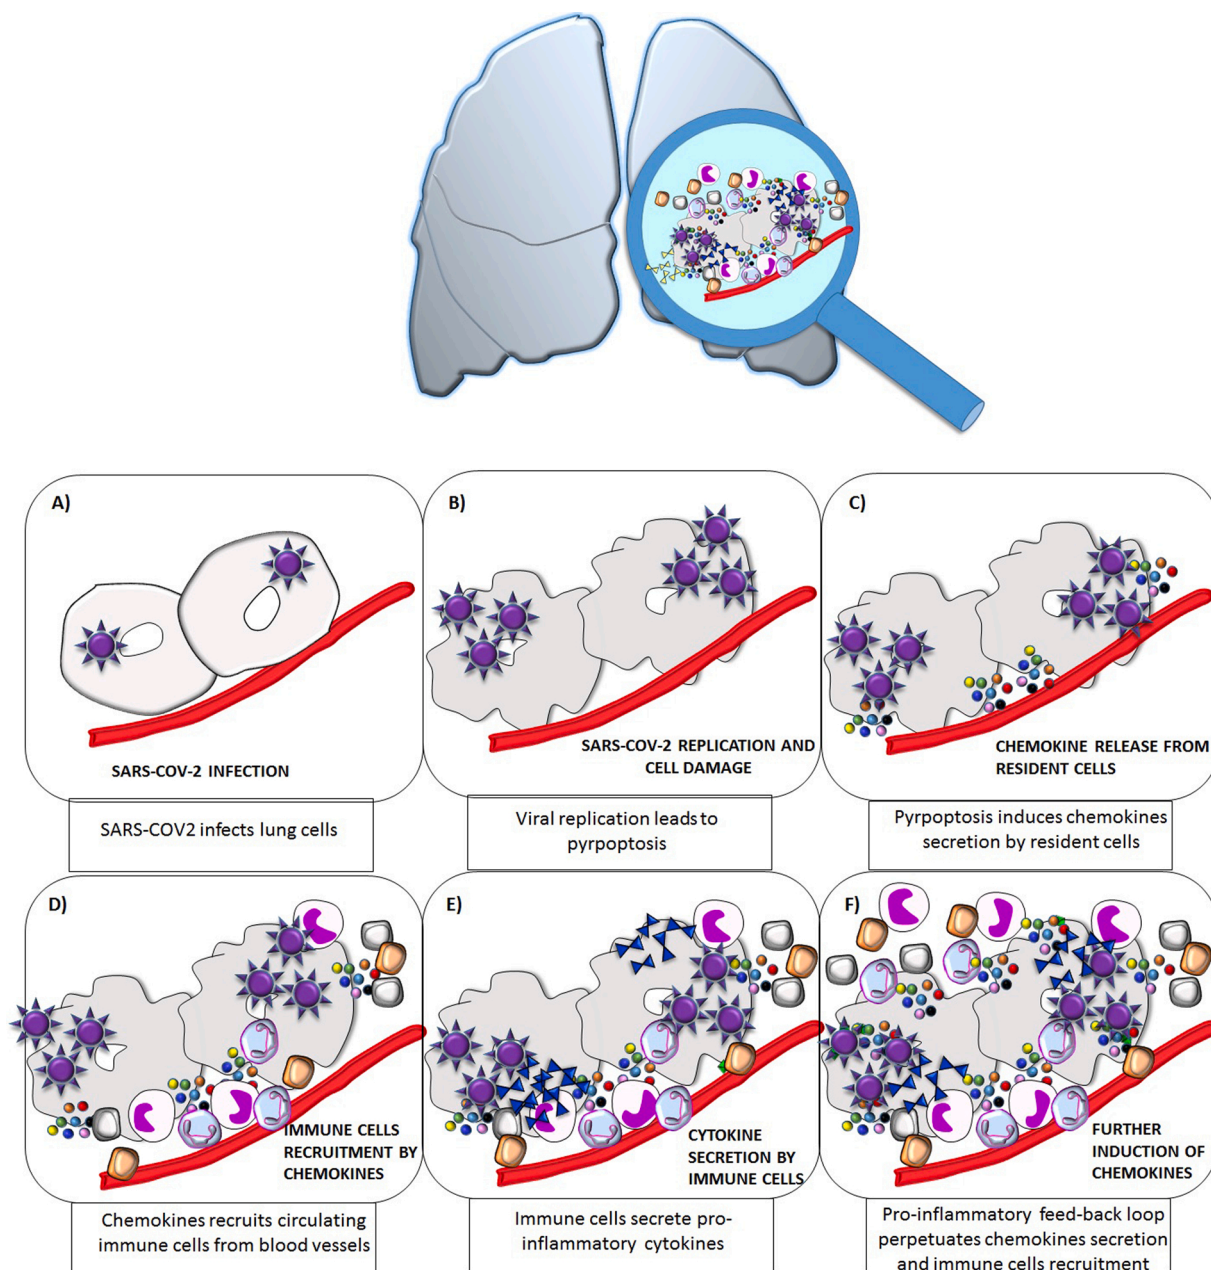 A)
SARS-COV-2 INFECTION
SARS-COV2 infects lung cells
B)
SARS-COV-2 REPLICATION AND
CELL DAMAGE
Viral replication leads to
pyrpoptosis
C)
CHEMOKINE RELEASE FROM
RESIDENT CELLS
Pyrpoptosis induces chemokines
secretion by resident cells
D)
IMMUNE CELLS
RECRUITMENT BY
CHEMOKINES
Chemokines recruits circulating
immune cells from blood vessels
E)
CYTOKINE
SECRETION BY
IMMUNE CELLS
Immune cells secrete pro-
inflammatory cytokines
F)
FURTHER
INDUCTION OF
CHEMOKINES
Pro-inflammatory feed-back loop
perpetuates chemokines secretion
and immune cells recruitment